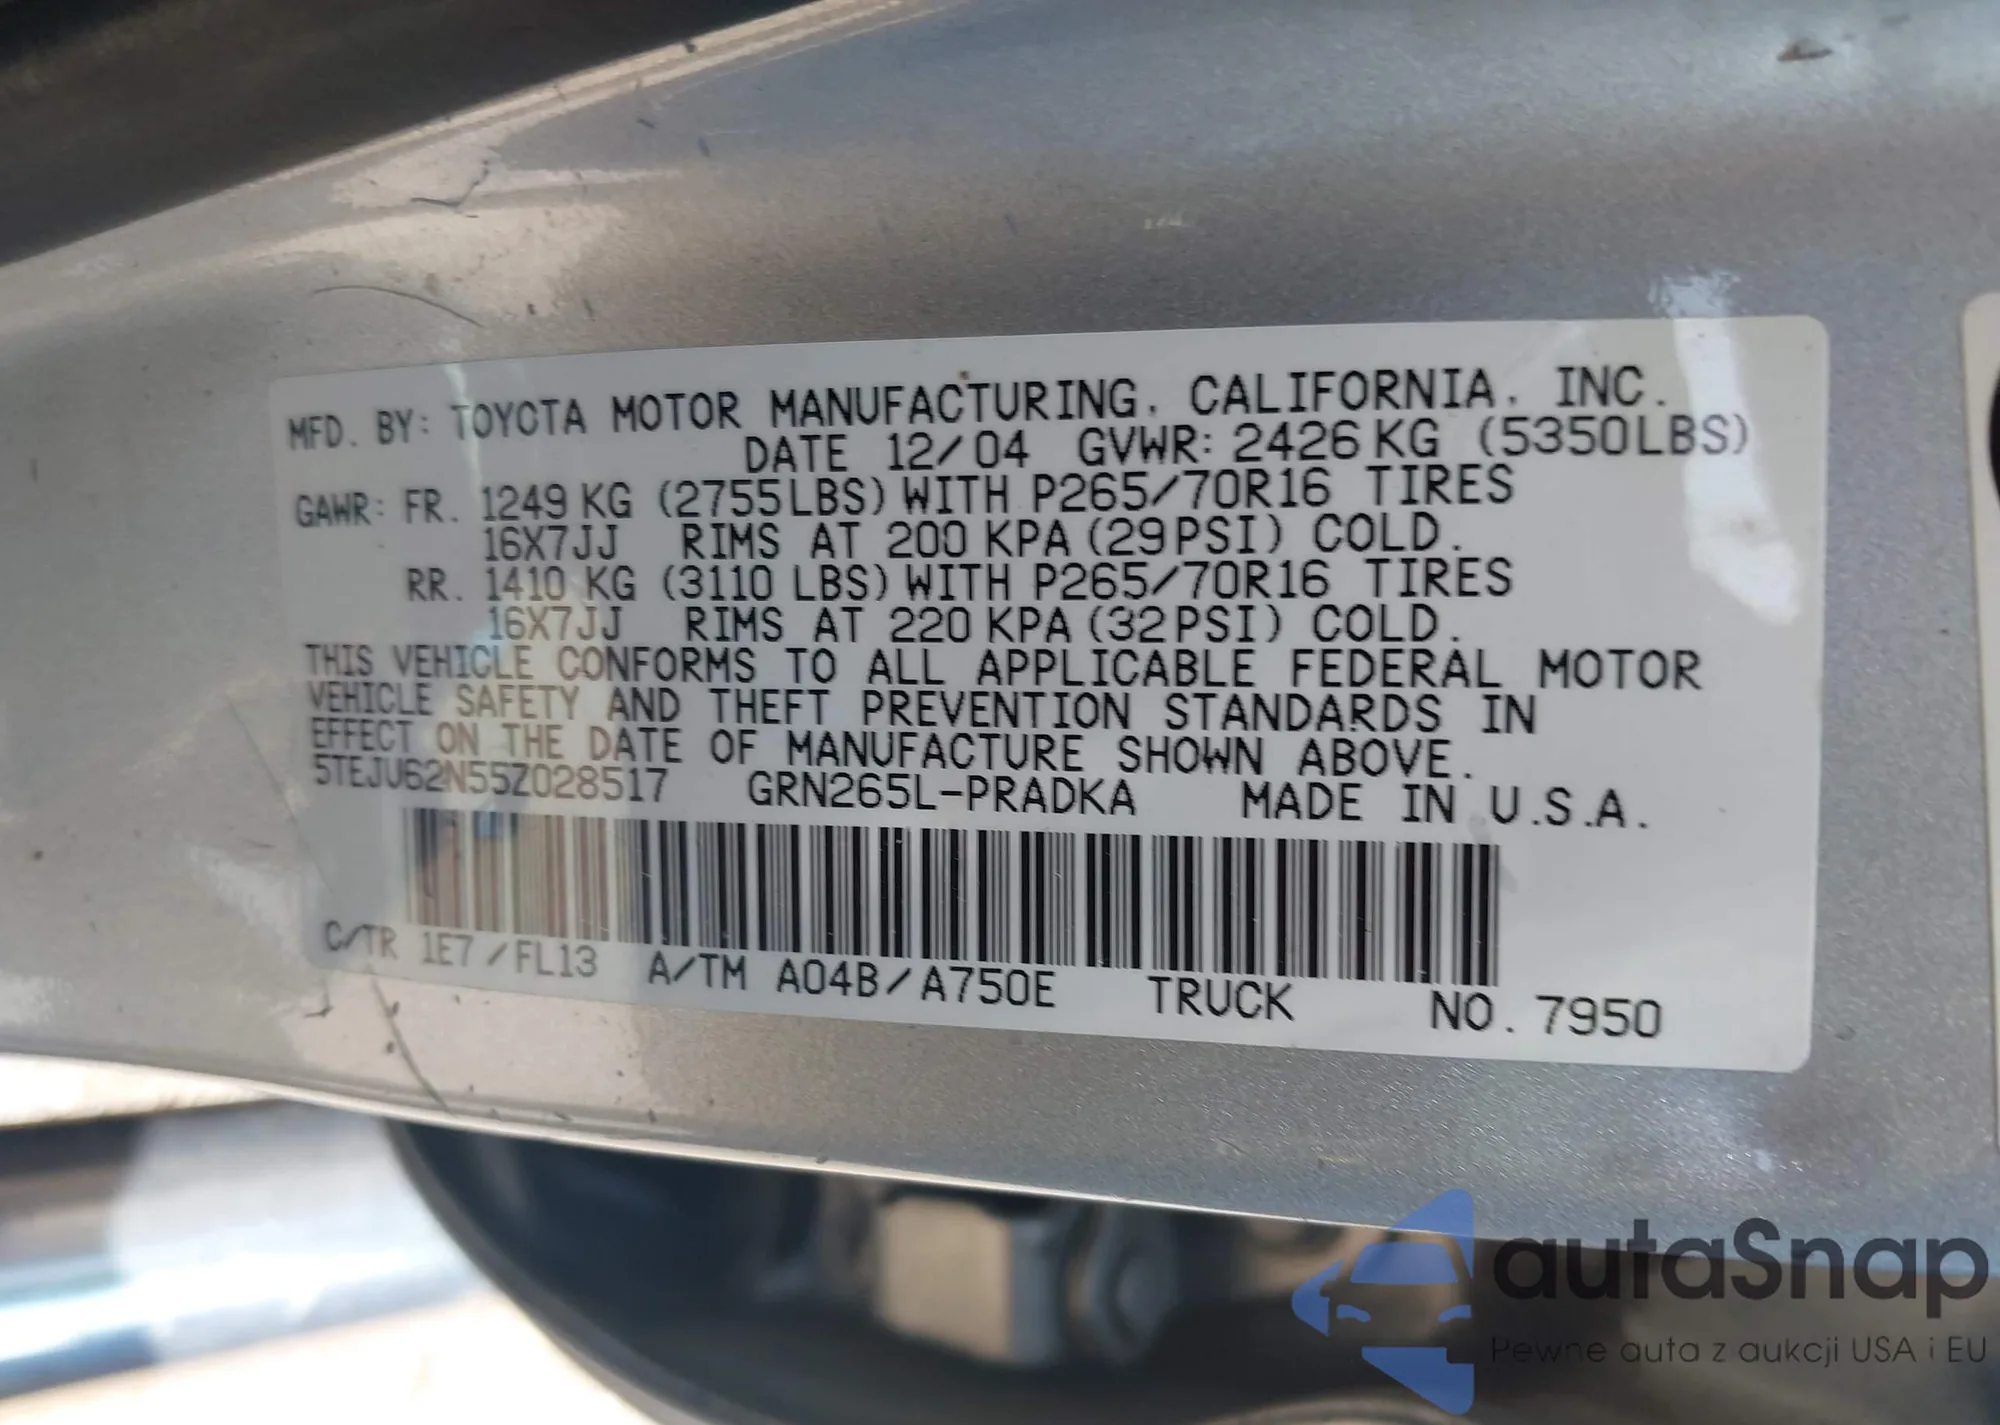 MFD. BY: TOYOTA MOTOR MANUFACTURING, CALIFORNIA, INC.
DATE 12/04 GVWR: 2426 KG (5350LBS)
GAWR: FR. 1249 KG (2755LBS) WITH P265/70R16 TIRES
16X7JJ RIMS AT 200 KPA (29PSI) COLD.
RR. 1410 KG (3110 LBS) WITH P265/70R16 TIRES
16X7JJ RIMS AT 220 KPA (32PSI) COLD.
THIS VEHICLE CONFORMS TO ALL APPLICABLE FEDERAL MOTOR
VEHICLE SAFETY AND THEFT PREVENTION STANDARDS IN
EFFECT ON THE DATE OF MANUFACTURE SHOWN ABOVE.
5TEJU62N55Z028517 GRN265L-PRADKA MADE IN U.S.A.
C/TR 1E7/FL13 A/TM A04B/A750E TRUCK NO. 7950
autaSnap
Pewne auta z aukcji USA i EU